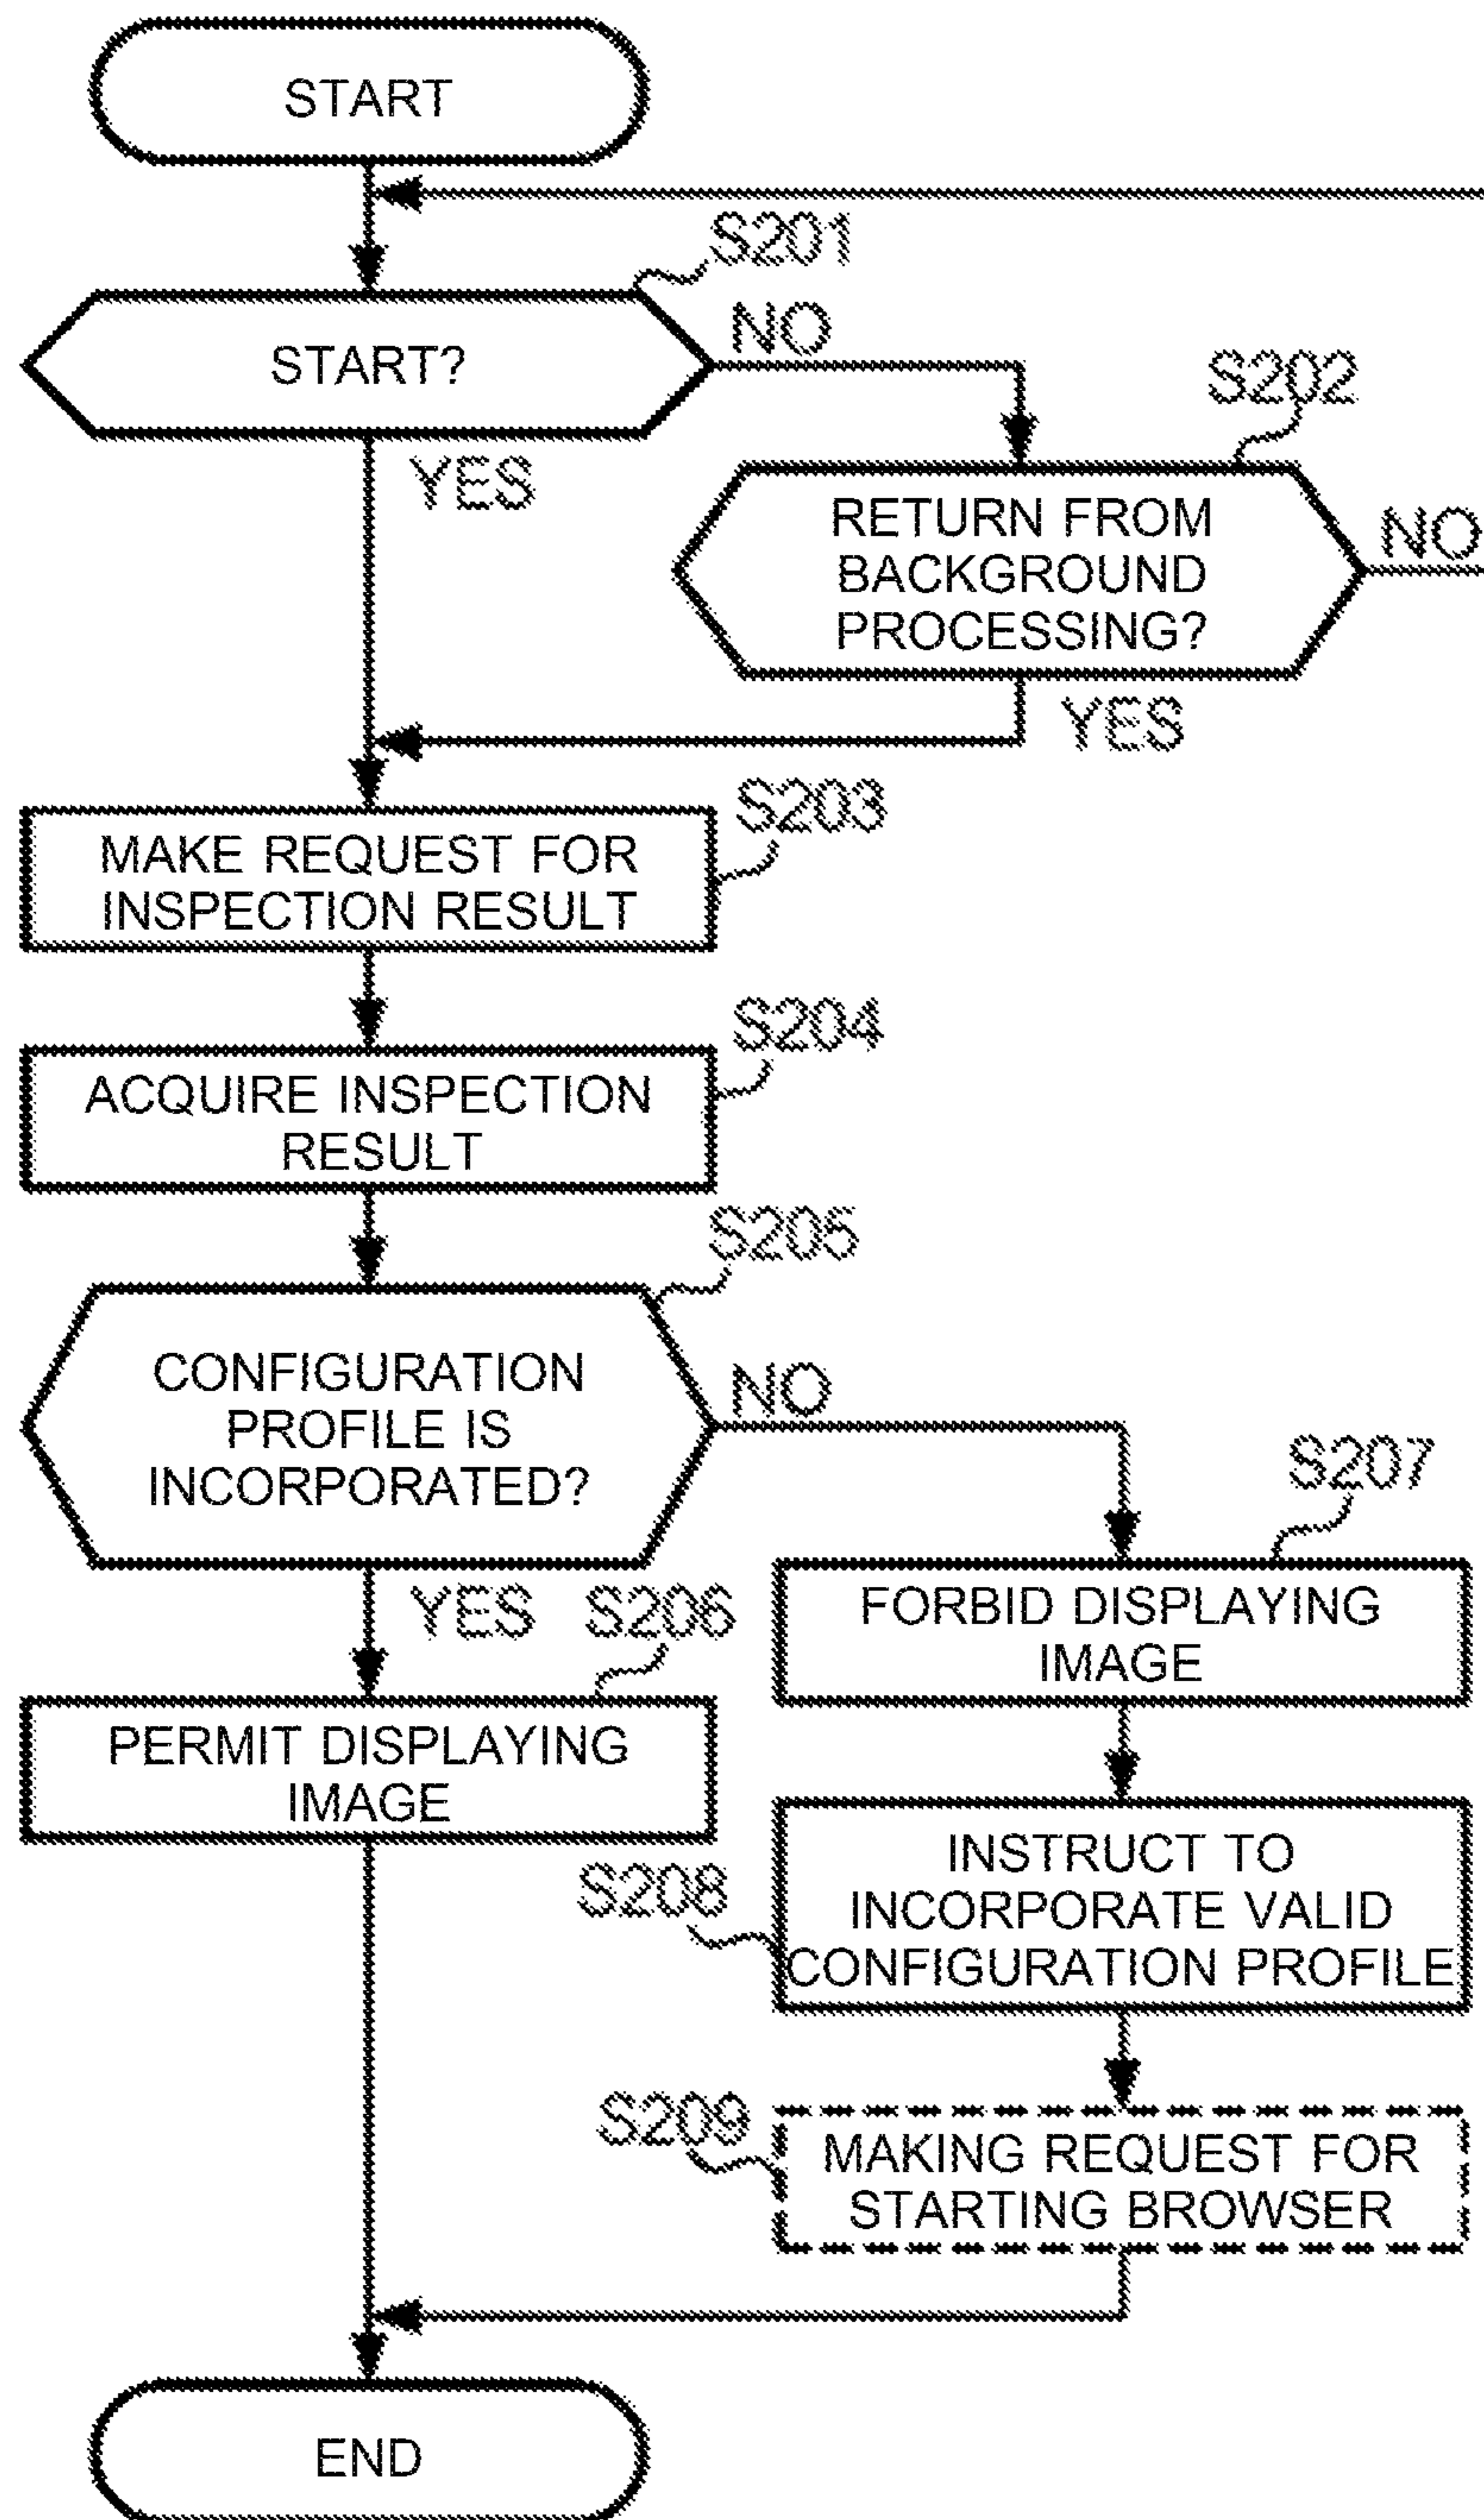 START
S201
START?
NO
YES
S202
RETURN FROM
BACKGROUND
PROCESSING?
NO
YES
S203
MAKE REQUEST FOR
INSPECTION RESULT
S204
ACQUIRE INSPECTION
RESULT
S205
CONFIGURATION
PROFILE IS
INCORPORATED?
NO
YES
S206
PERMIT DISPLAYING
IMAGE
S207
FORBID DISPLAYING
IMAGE
S208
INSTRUCT TO
INCORPORATE VALID
CONFIGURATION PROFILE
S209
MAKING REQUEST FOR
STARTING BROWSER
END